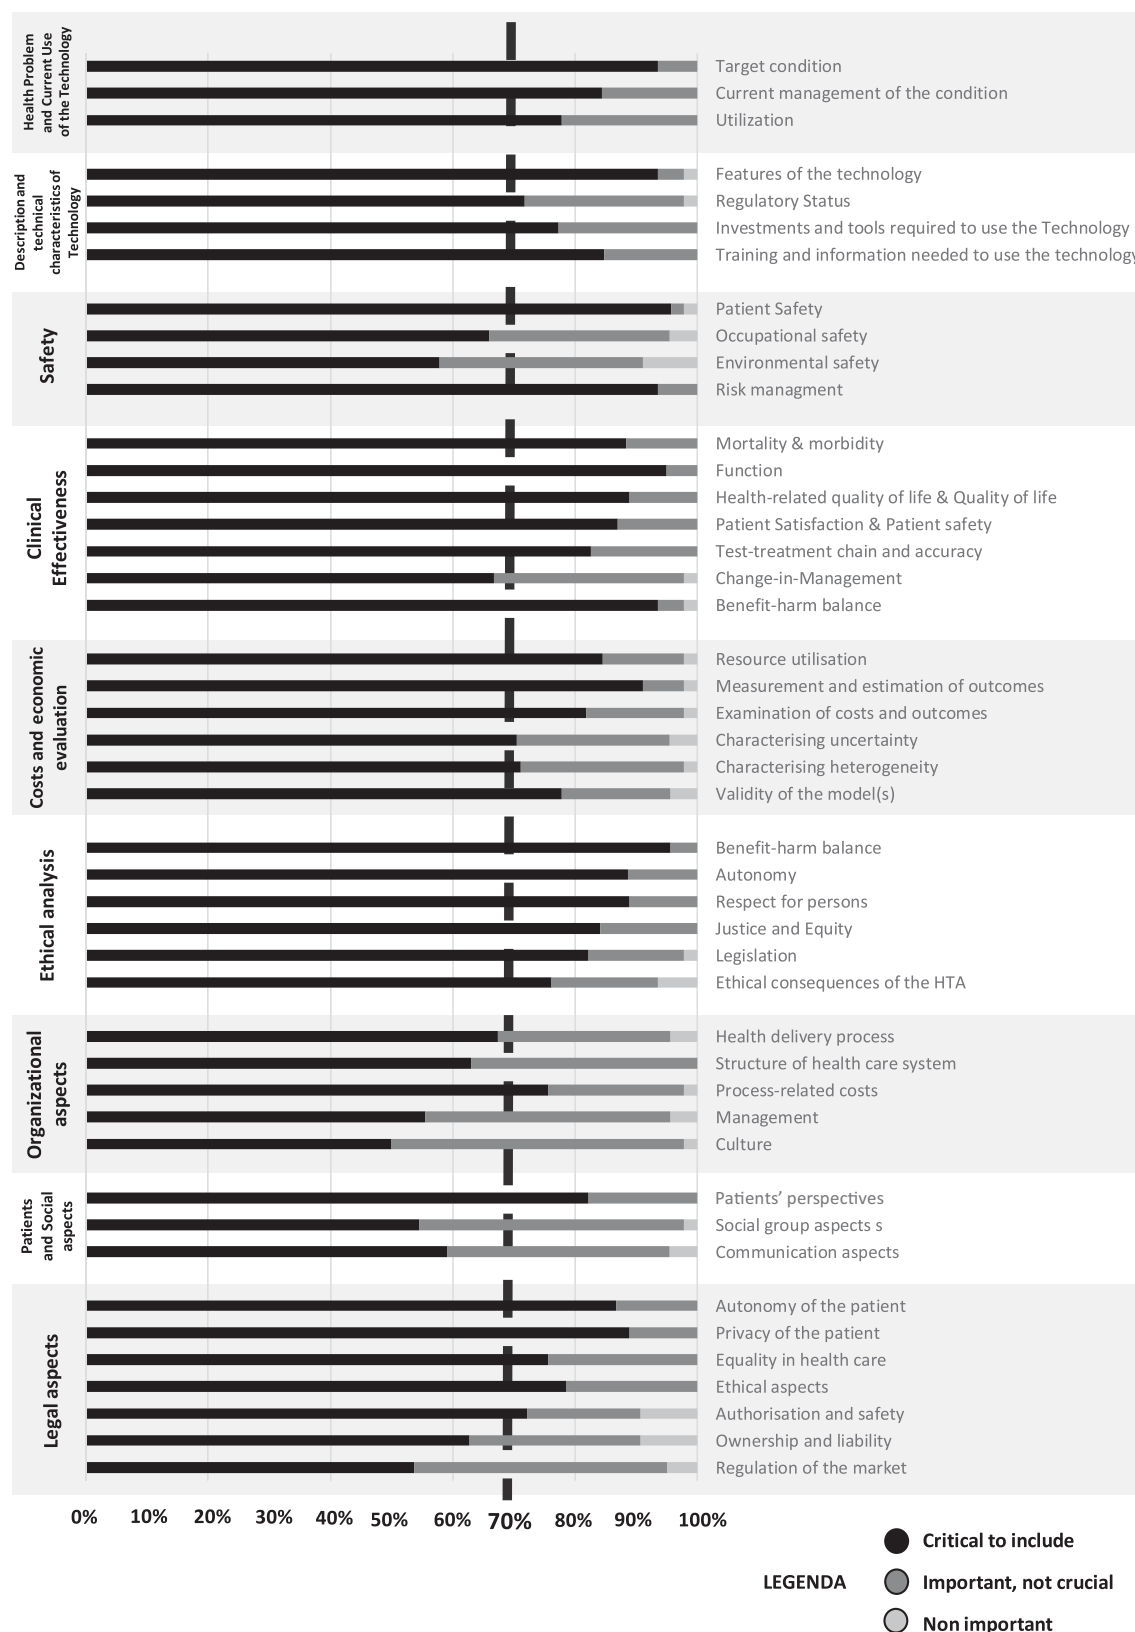 Health Problem
and Current Use
of the Technology
Target condition
Current management of the condition
Utilization
Description and
technical
characteristics of
Technology
Features of the technology
Regulatory Status
Investments and tools required to use the Technology
Training and information needed to use the technology
Safety
Patient Safety
Occupational safety
Environmental safety
Risk managment
Clinical
Effectiveness
Mortality & morbidity
Function
Health-related quality of life & Quality of life
Patient Satisfaction & Patient safety
Test-treatment chain and accuracy
Change-in-Management
Benefit-harm balance
Costs and economic
evaluation
Resource utilisation
Measurement and estimation of outcomes
Examination of costs and outcomes
Characterising uncertainty
Characterising heterogeneity
Validity of the model(s)
Ethical analysis
Benefit-harm balance
Autonomy
Respect for persons
Justice and Equity
Legislation
Ethical consequences of the HTA
Organizational
aspects
Health delivery process
Structure of health care system
Process-related costs
Management
Culture
Patients
and Social
aspects
Patients’ perspectives
Social group aspects s
Communication aspects
Legal aspects
Autonomy of the patient
Privacy of the patient
Equality in health care
Ethical aspects
Authorisation and safety
Ownership and liability
Regulation of the market
0% 10% 20% 30% 40% 50% 60% 70% 80% 90% 100%
LEGENDA
Critical to include
Important, not crucial
Non important